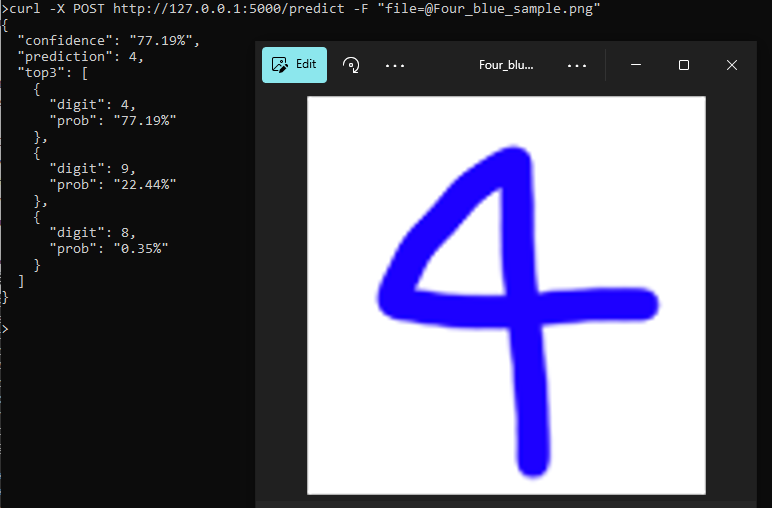 >curl -X POST http://127.0.0.1:5000/predict -F "file=@Four_blue_sample.png"
{
  "confidence": "77.19%",
  "prediction": 4,
  "top3": [
    {
      "digit": 4,
      "prob": "77.19%"
    },
    {
      "digit": 9,
      "prob": "22.44%"
    },
    {
      "digit": 8,
      "prob": "0.35%"
    }
  ]
}
>
Edit
Four_blu...
4